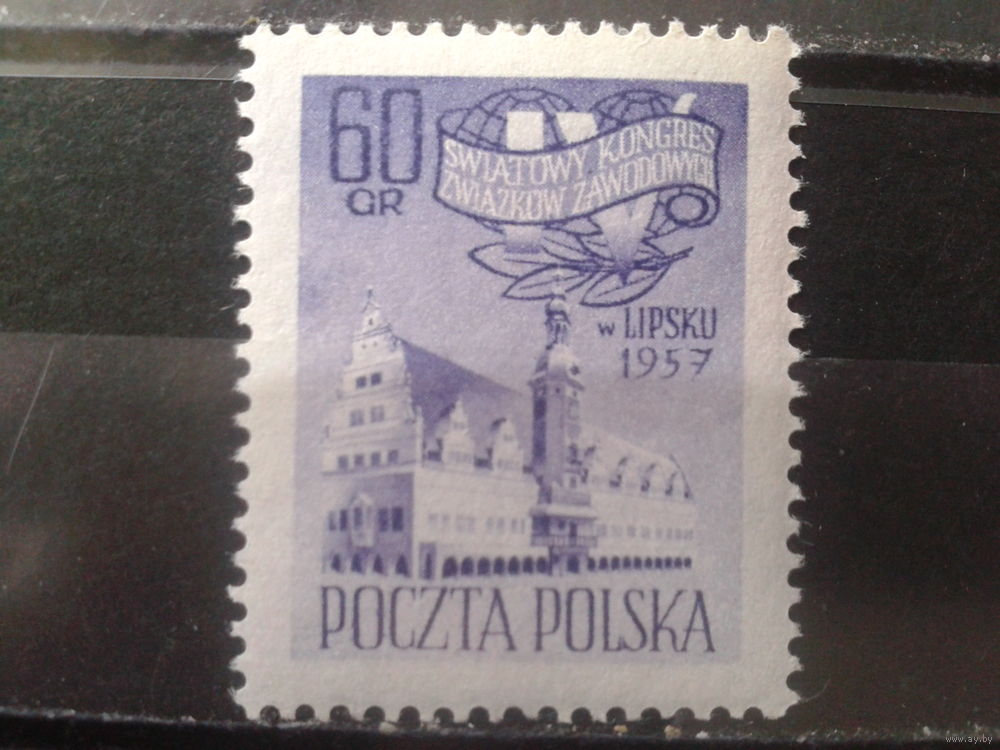 60
GR
ŚWIATOWY KONGRES
ZWIĄZKÓW ZAWODOWYCH
w LIPSKU
1957
POCZTA POLSKA
www.ay.by